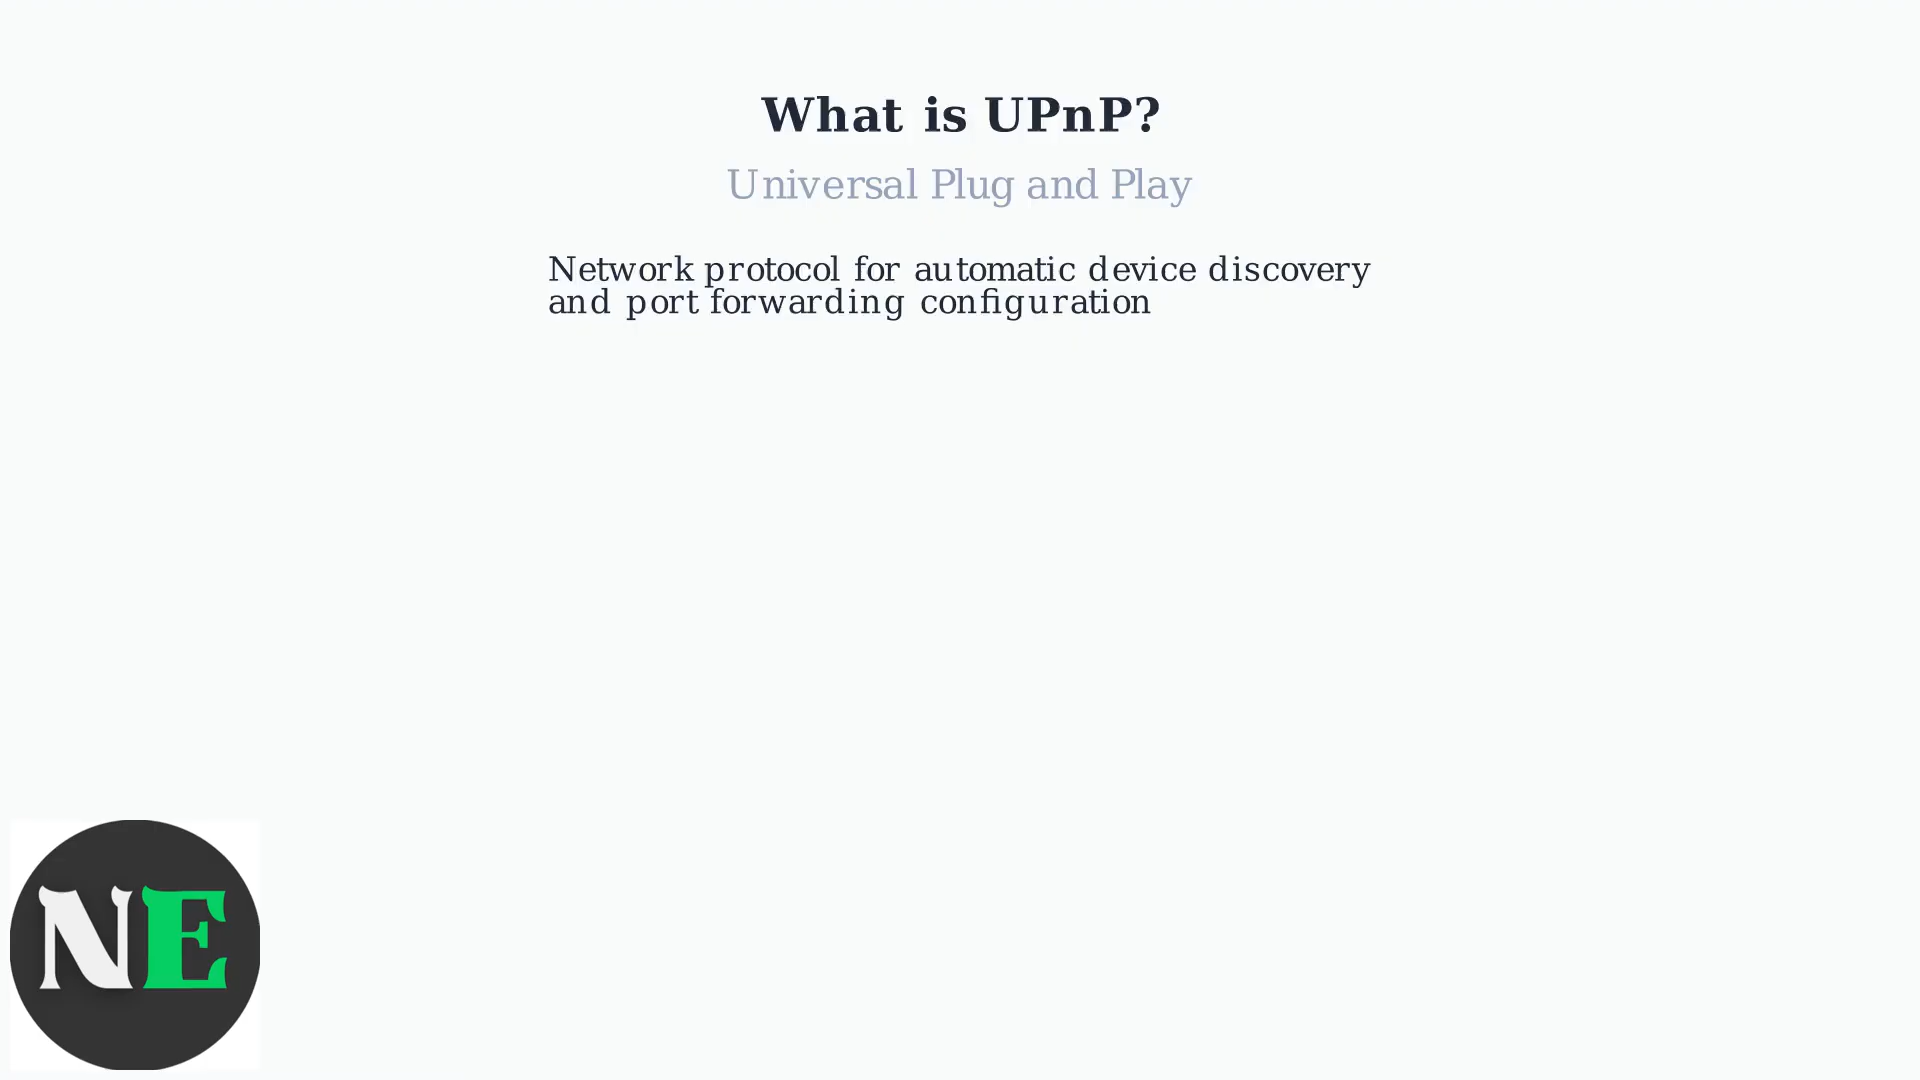 What is UPnP?
Universal Plug and Play
Network protocol for automatic device discovery
and port forwarding configuration
NE